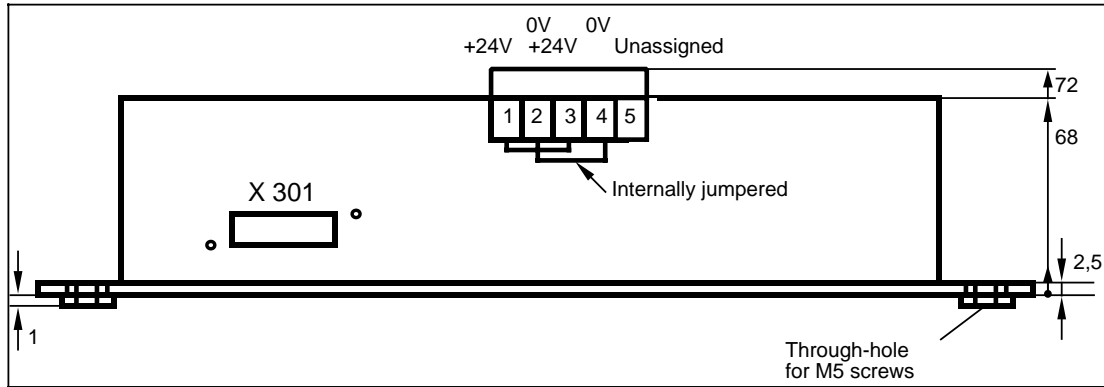 0V 0V
+24V +24V Unassigned
72
1 2 3 4 5
68
Internally jumpered
X 301
2,5
1
Through-hole
for M5 screws